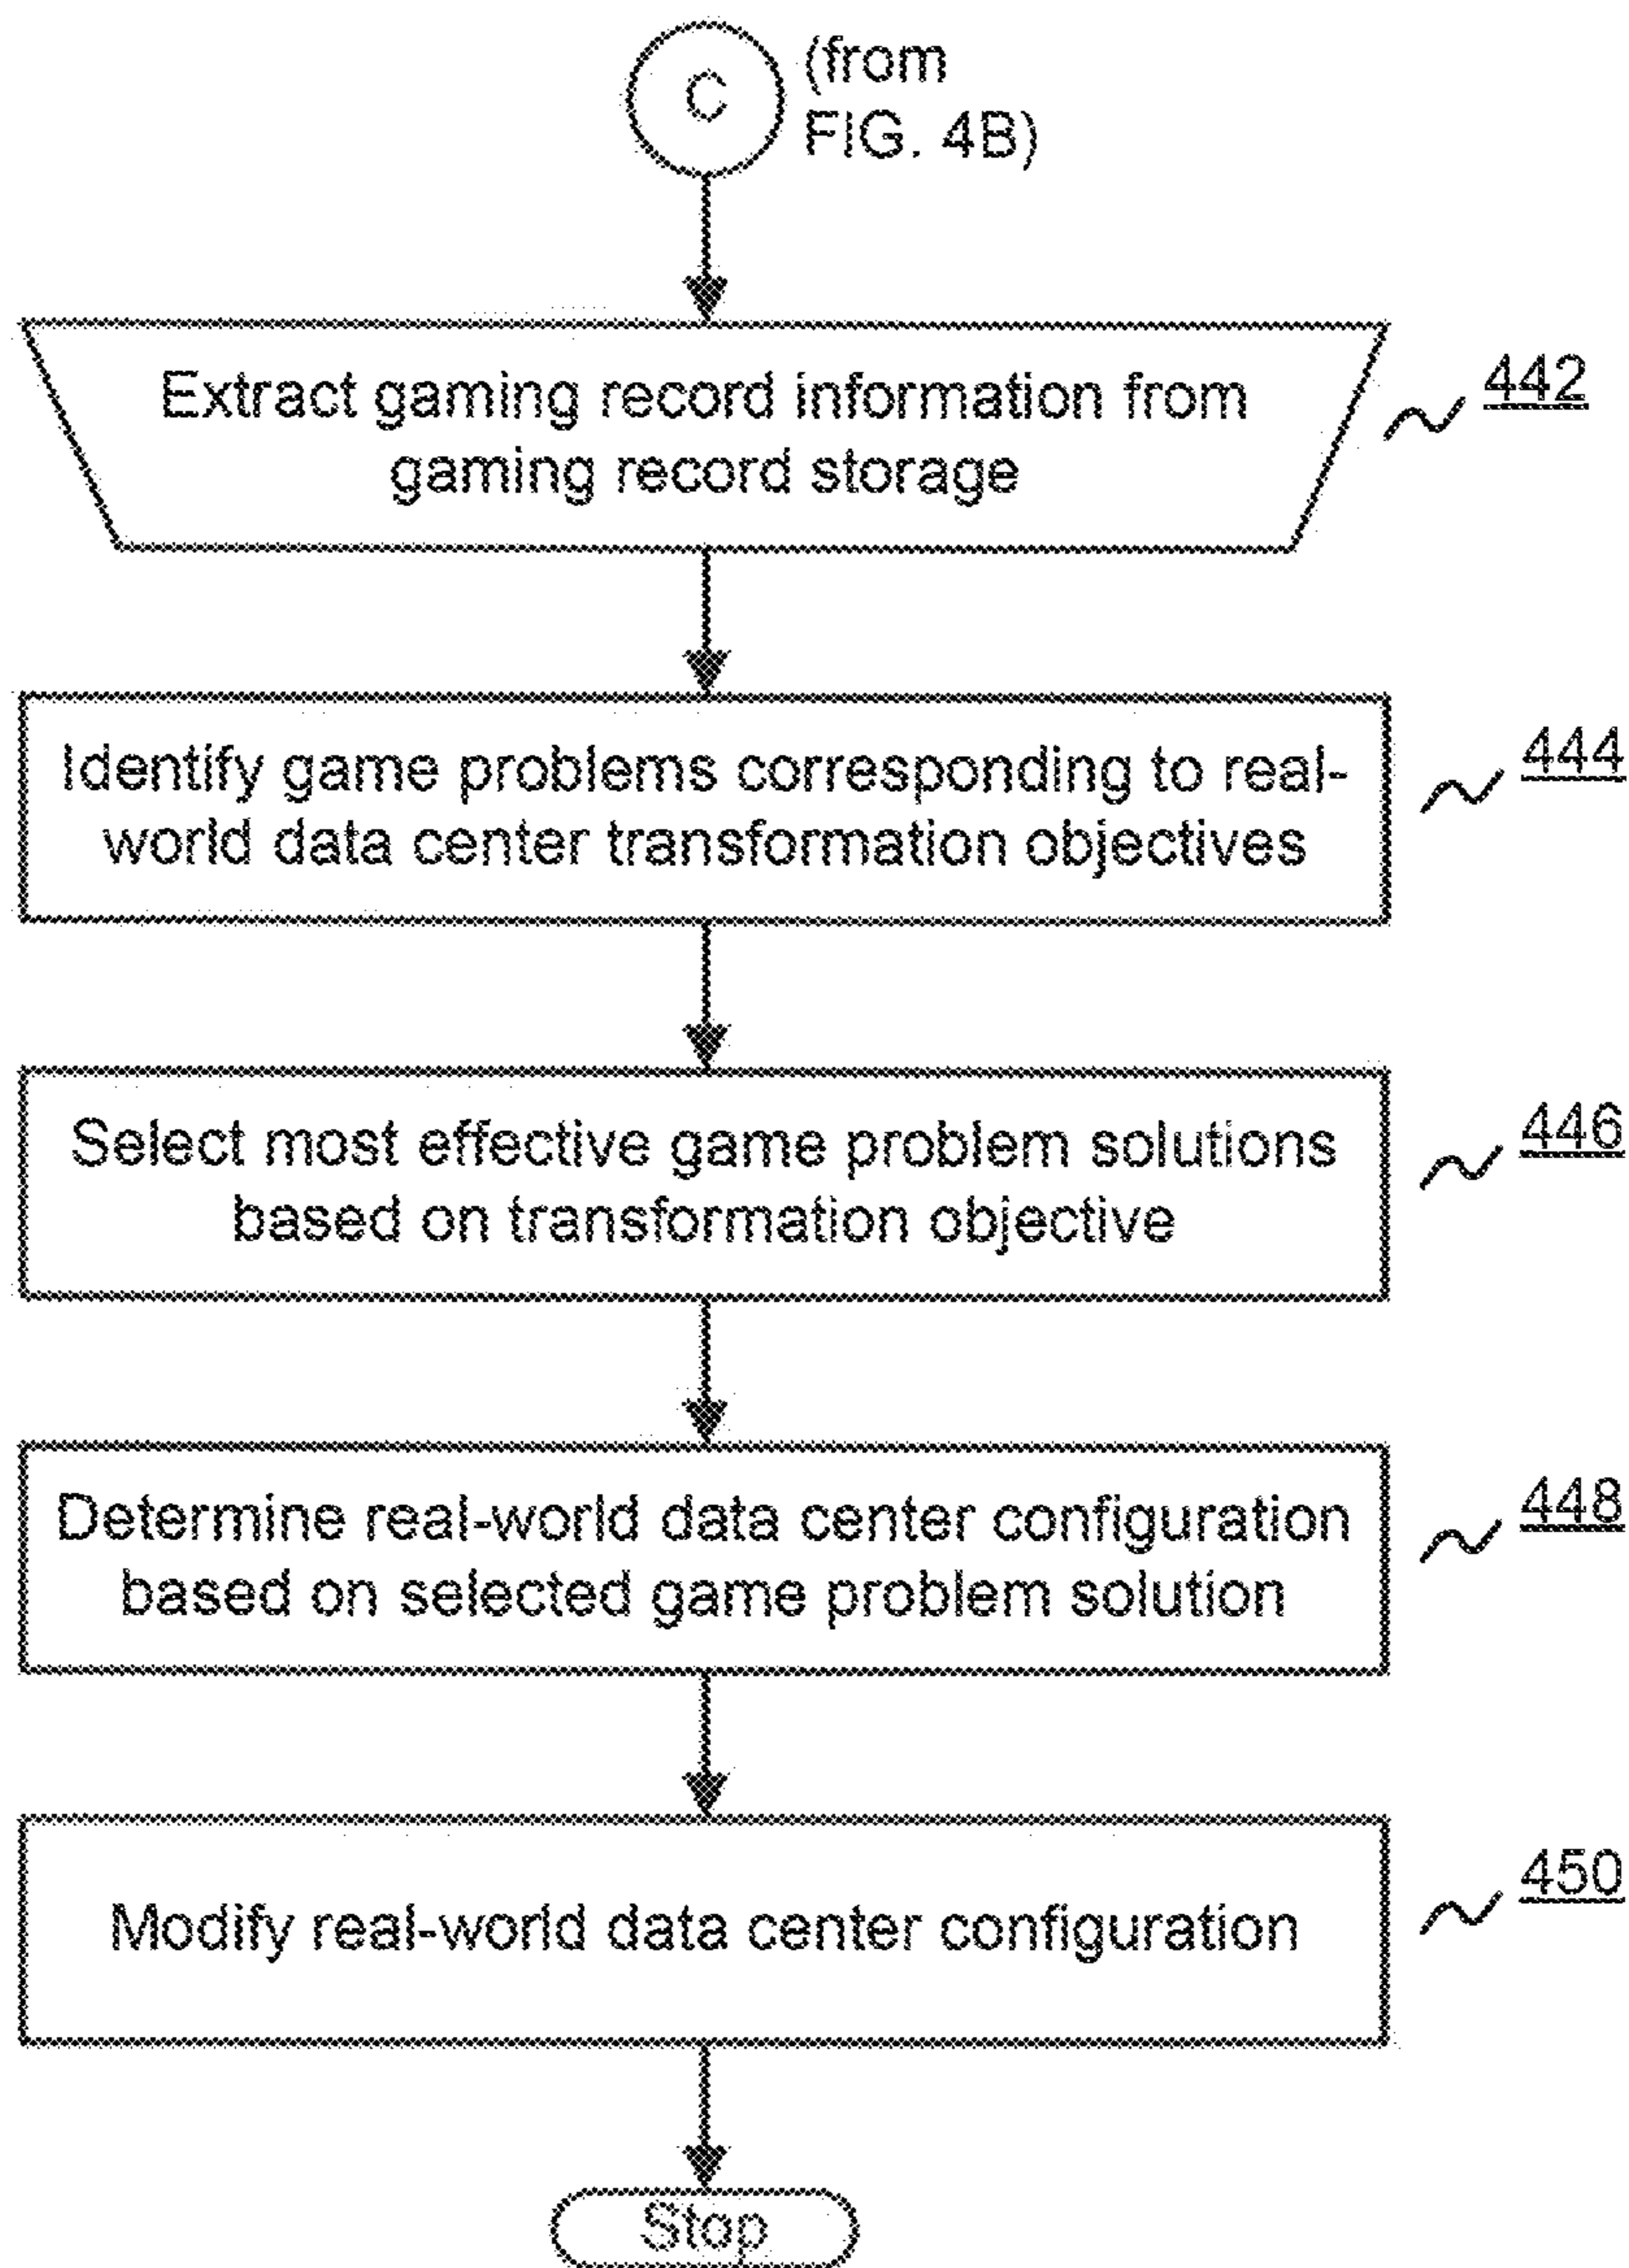 C
(from
FIG. 4B)
Extract gaming record information from
gaming record storage
442
Identify game problems corresponding to real-
world data center transformation objectives
444
Select most effective game problem solutions
based on transformation objective
446
Determine real-world data center configuration
based on selected game problem solution
448
Modify real-world data center configuration
450
Stop